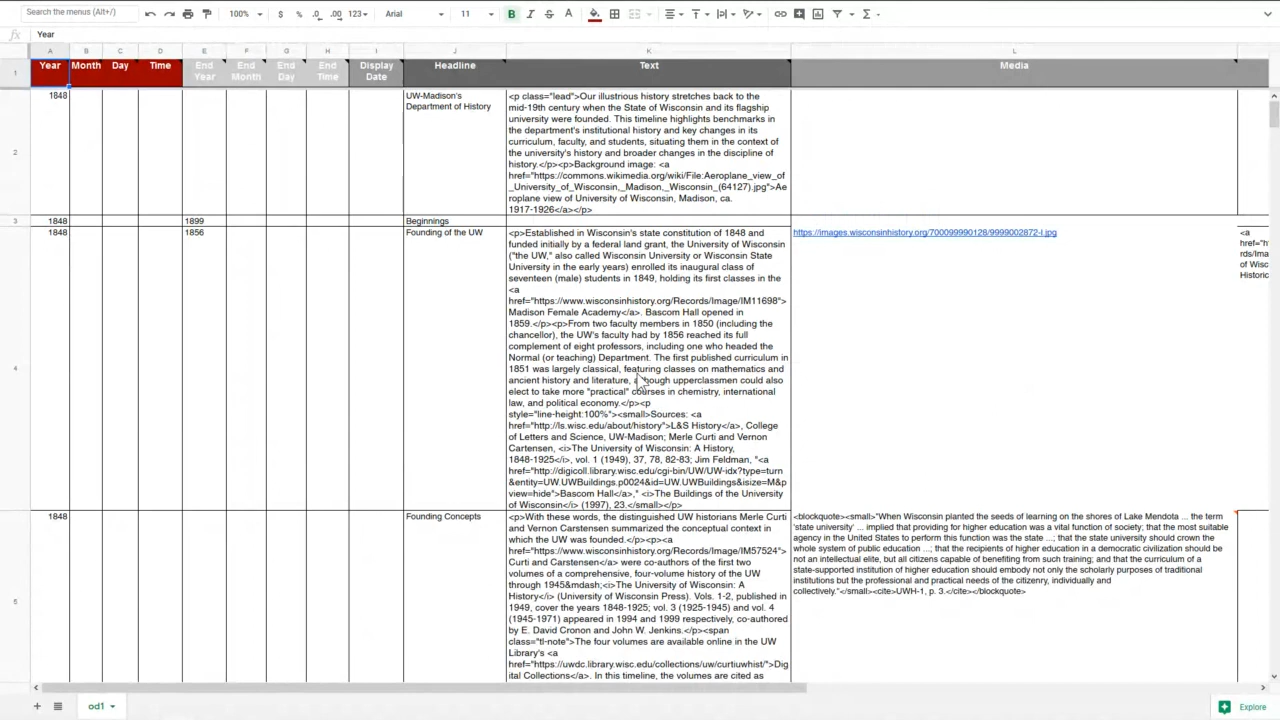 Search the menus (Alt+/)
100%
$ % .0 .00 123
Arial
11
B I S A
fx Year
A B C D E F G H I J K L
1
Year Month Day Time End Year End Month End Day End Time Display Date Headline Text Media
2
1848
UW-Madison's
Department of History
<p class="lead">Our illustrious history stretches back to the
mid-19th century when the State of Wisconsin and its flagship
university were founded. This timeline highlights benchmarks in
the department's institutional history and key changes in its
curriculum, faculty, and students, situating them in the context of
the university's history and broader changes in the discipline of
history.</p><p>Background image: <a
href="https://commons.wikimedia.org/wiki/File:Aeroplane_view_of
_University_of_Wisconsin,_Madison,_Wisconsin_(64127).jpg">Ae
roplane view of University of Wisconsin, Madison, ca.
1917-1926</a></p>
3
1848 1899 Beginnings
4
1848 1856 Founding of the UW
<p>Established in Wisconsin's state constitution of 1848 and
funded initially by a federal land grant, the University of Wisconsin
("the UW," also called Wisconsin University or Wisconsin State
University in the early years) enrolled its inaugural class of
seventeen (male) students in 1849, holding its first classes in the
<a
href="https://www.wisconsinhistory.org/Records/Image/IM11698">
Madison Female Academy</a>. Bascom Hall opened in
1859.</p><p>From two faculty members in 1850 (including the
chancellor), the UW's faculty had by 1856 reached its full
complement of eight professors, including one who headed the
Normal (or teaching) Department. The first published curriculum in
1851 was largely classical, featuring classes on mathematics and
ancient history and literature, although upperclassmen could also
elect to take more "practical" courses in chemistry, international
law, and political economy.</p><p
style="line-height:100%"><small>Sources: <a
href="http://ls.wisc.edu/about/history">L&S History</a>, College
of Letters and Science, UW-Madison; Merle Curti and Vernon
Cartensen, <i>The University of Wisconsin: A History,
1848-1925</i>, vol. 1 (1949), 37, 78, 82-83; Jim Feldman, "<a
href="http://digicoll.library.wisc.edu/cgi-bin/UW/UW-idx?type=turn
&entity=UW.UWBuildings.p0024&id=UW.UWBuildings&isize=M&p
view=hide">Bascom Hall</a>," <i>The Buildings of the University
of Wisconsin</i> (1997), 23.</small></p>
https://images.wisconsinhistory.org/700099990128/9999002872-l.jpg
<a
href="h
rds/Ima
of Wisc
Historic
5
1848
Founding Concepts
<p>With these words, the distinguished UW historians Merle Curti
and Vernon Carstensen summarized the conceptual context in
which the UW was founded.</p><p><a
href="https://www.wisconsinhistory.org/Records/Image/IM57524">
Curti and Carstensen</a> were co-authors of the first two
volumes of a comprehensive, four-volume history of the UW
through 1945&mdash;<i>The University of Wisconsin: A
History</i> (University of Wisconsin Press). Vols. 1-2, published in
1949, cover the years 1848-1925; vol. 3 (1925-1945) and vol. 4
(1945-1971) appeared in 1994 and 1999 respectively, co-authored
by E. David Cronon and John W. Jenkins.</p><span
class="tl-note">The four volumes are available online in the UW
Library's <a
href="https://uwdc.library.wisc.edu/collections/uw/curtiuwhist/">Dig
ital Collections</a>. In this timeline, the volumes are cited as
<blockquote><small>"When Wisconsin planted the seeds of learning on the shores of Lake Mendota ... the term
'state university' ... implied that providing for higher education was a vital function of society; that the most suitable
agency in the United States to perform this function was the state ...; that the state university should crown the
whole system of public education ...; that the recipients of higher education in a democratic civilization should be
not an intellectual elite, but all citizens capable of benefiting from such training; and that the curriculum of a
state-supported institution of higher education should embody not only the scholarly purposes of traditional
institutions but the professional and practical needs of the citizenry, individually and
collectively."</small><cite>UWH-1, p. 3.</cite></blockquote>
od1
Explore